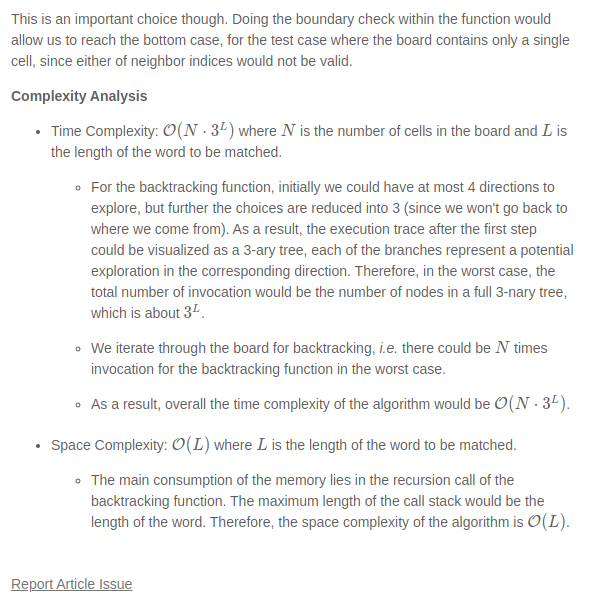 This is an important choice though. Doing the boundary check within the function would
allow us to reach the bottom case, for the test case where the board contains only a single
cell, since either of neighbor indices would not be valid.
Complexity Analysis
• Time Complexity: 𝒪(N · 3^L) where N is the number of cells in the board and L is
the length of the word to be matched.
◦ For the backtracking function, initially we could have at most 4 directions to
explore, but further the choices are reduced into 3 (since we won't go back to
where we come from). As a result, the execution trace after the first step
could be visualized as a 3-ary tree, each of the branches represent a potential
exploration in the corresponding direction. Therefore, in the worst case, the
total number of invocation would be the number of nodes in a full 3-nary tree,
which is about 3^L.
◦ We iterate through the board for backtracking, i.e. there could be N times
invocation for the backtracking function in the worst case.
◦ As a result, overall the time complexity of the algorithm would be 𝒪(N · 3^L).
• Space Complexity: 𝒪(L) where L is the length of the word to be matched.
◦ The main consumption of the memory lies in the recursion call of the
backtracking function. The maximum length of the call stack would be the
length of the word. Therefore, the space complexity of the algorithm is 𝒪(L).
Report Article Issue